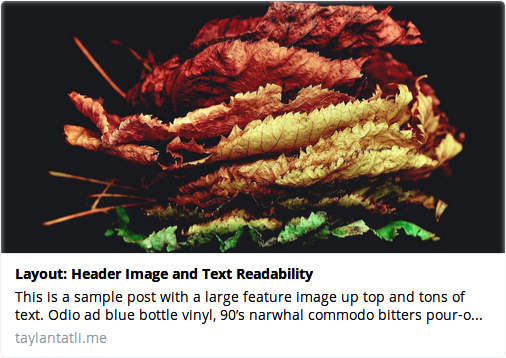 Layout: Header Image and Text Readability
This is a sample post with a large feature image up top and tons of
text. Odio ad blue bottle vinyl, 90's narwhal commodo bitters pour-o...
taylantatli.me